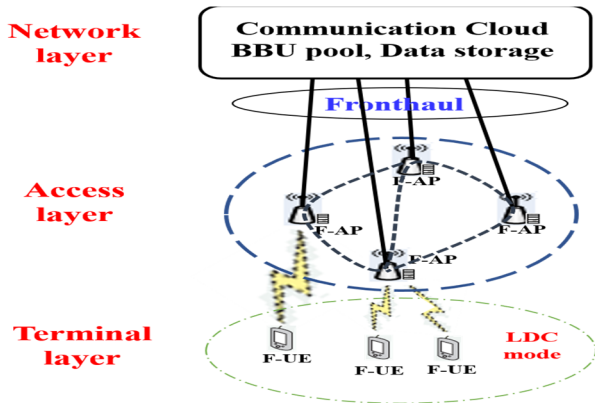 Network
layer
Communication Cloud
BBU pool, Data storage
Fronthaul
Access
layer
F-AP
F-AP
F-AP
F-AP
Terminal
layer
F-UE
F-UE
F-UE
LDC
mode